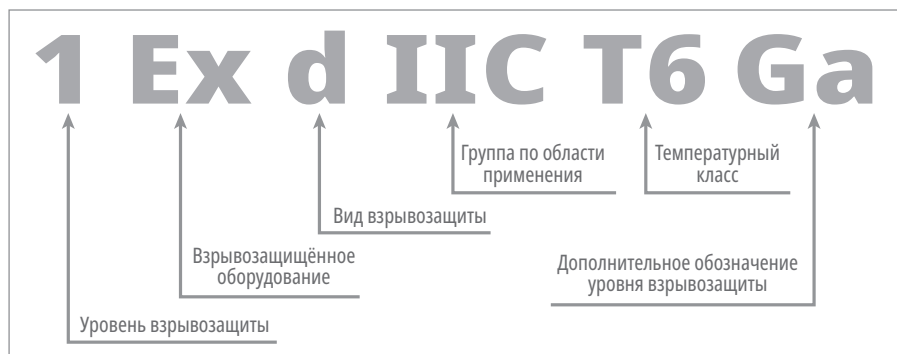 1 Ex d IIC T6 Ga
Группа по области
применения
Температурный
класс
Вид взрывозащиты
Взрывозащищённое
оборудование
Дополнительное обозначение
уровня взрывозащиты
Уровень взрывозащиты